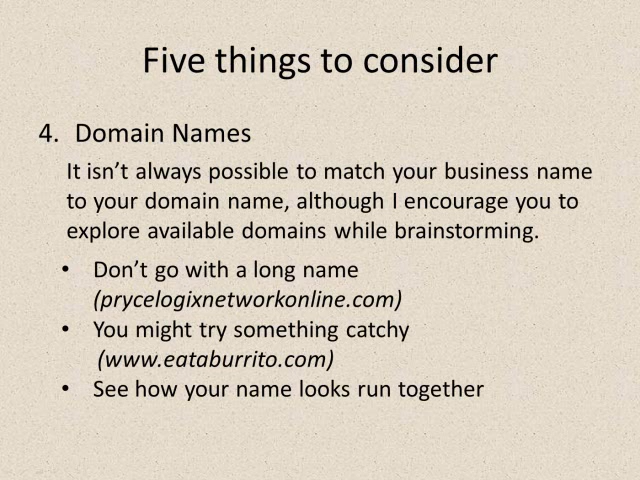 Five things to consider
4. Domain Names
It isn’t always possible to match your business name
to your domain name, although I encourage you to
explore available domains while brainstorming.
• Don’t go with a long name
(prycelogixnetworkonline.com)
• You might try something catchy
(www.eataburrito.com)
• See how your name looks run together